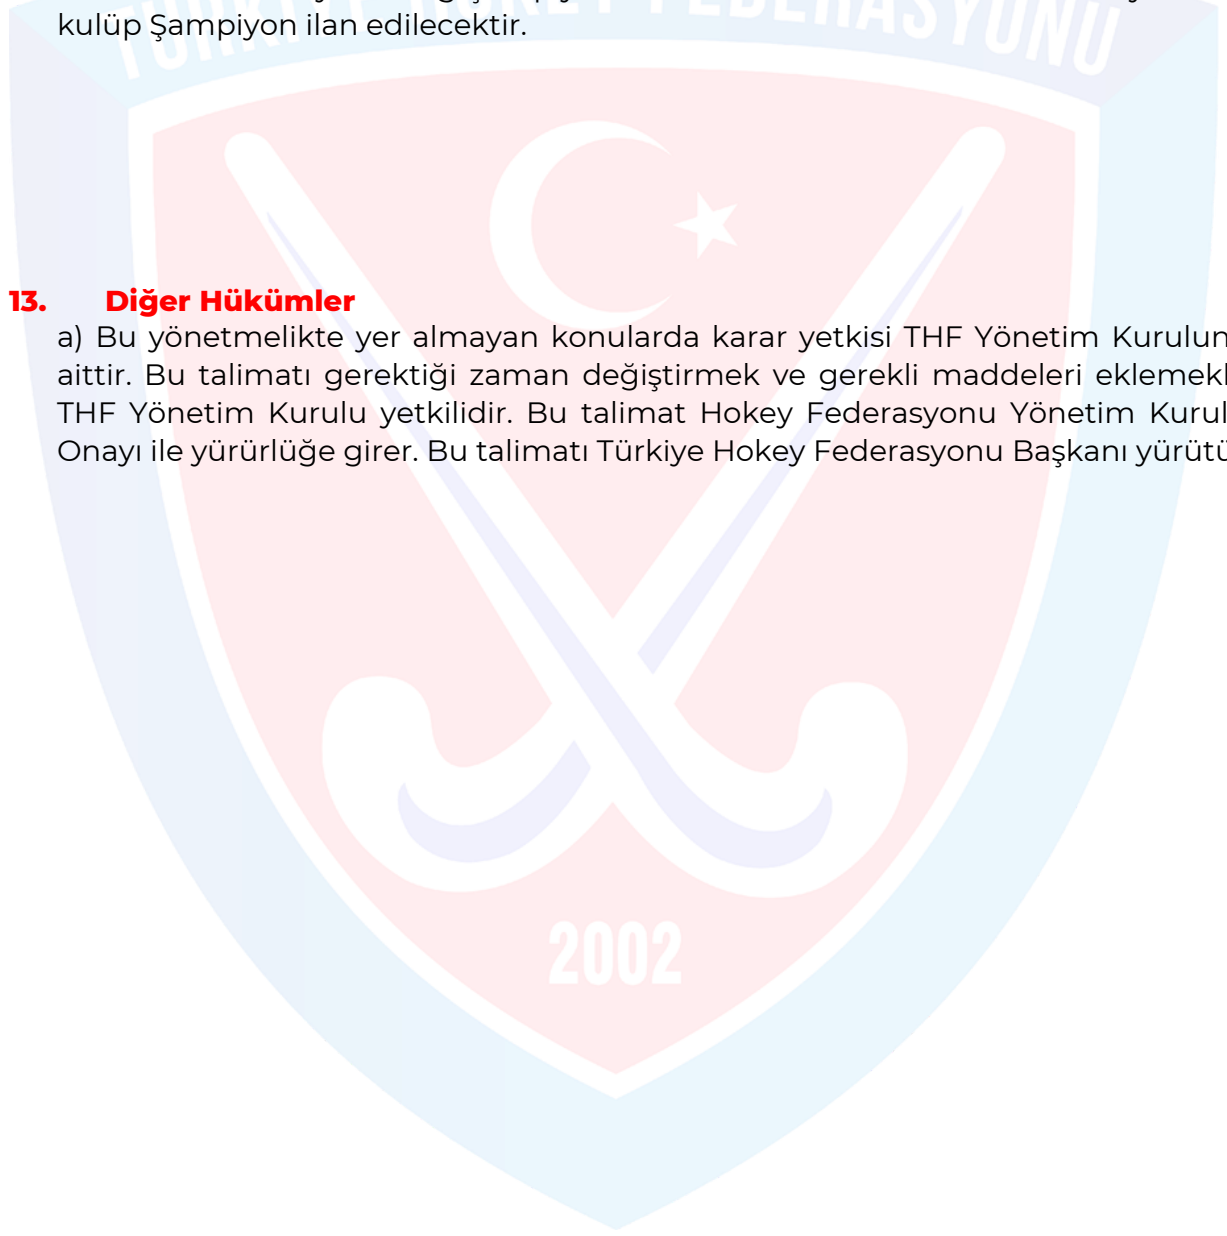 FEDERASYONU
kulüp Şampiyon ilan edilecektir.
13. Diğer Hükümler
a) Bu yönetmelikte yer almayan konularda karar yetkisi THF Yönetim Kurulun
aittir. Bu talimatı gerektiği zaman değiştirmek ve gerekli maddeleri eklemekl
THF Yönetim Kurulu yetkilidir. Bu talimat Hokey Federasyonu Yönetim Kurul
Onayı ile yürürlüğe girer. Bu talimatı Türkiye Hokey Federasyonu Başkanı yürütü
2002